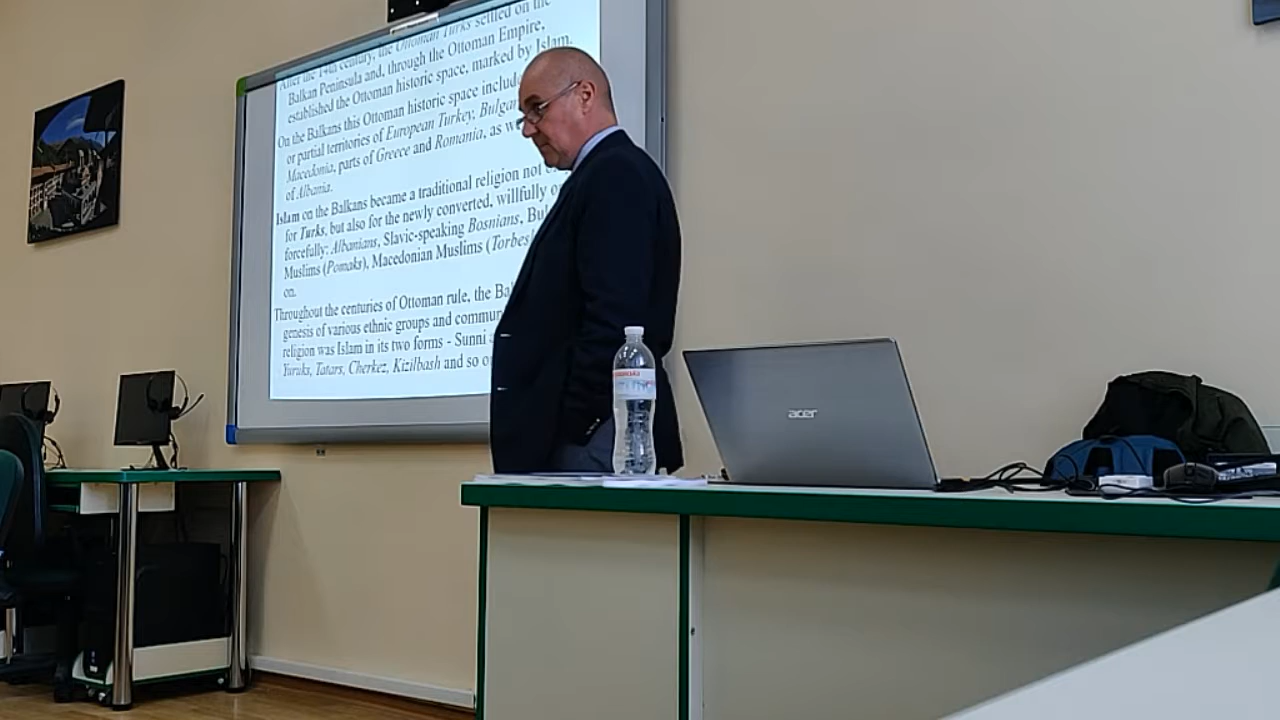 After the 14th century, the Ottoman Turks settled on the
Balkan Peninsula and, through the Ottoman Empire,
established the Ottoman historic space, marked by Islam.
On the Balkans this Ottoman historic space includ
or partial territories of European Turkey, Bulgar
Macedonia, parts of Greece and Romania, as we
of Albania.
Islam on the Balkans became a traditional religion not o
for Turks, but also for the newly converted, willfully o
forcefully: Albanians, Slavic-speaking Bosnians, Bul
Muslims (Pomaks), Macedonian Muslims (Torbes
on.
Throughout the centuries of Ottoman rule, the Ba
genesis of various ethnic groups and commun
religion was Islam in its two forms - Sunni
Yuruks, Tatars, Cherkez, Kizilbash and so o
acer